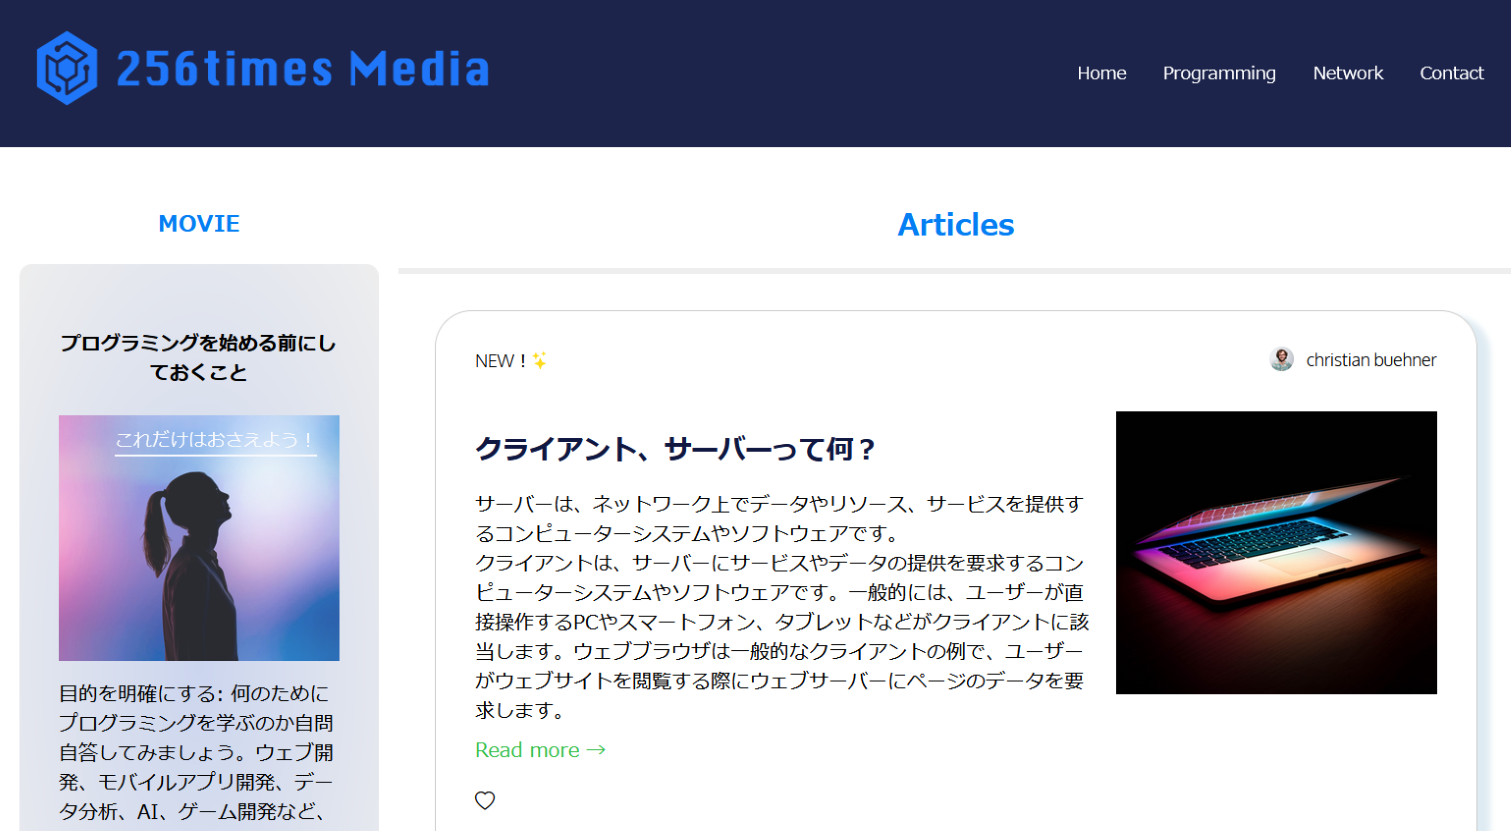 256times Media
Home Programming Network Contact
MOVIE
プログラミングを始める前にし
ておくこと
これだけはおさえよう！
目的を明確にする: 何のために
プログラミングを学ぶのか自問
自答してみましょう。ウェブ開
発、モバイルアプリ開発、デー
タ分析、AI、ゲーム開発など、
Articles
NEW！✨
christian buehner
クライアント、サーバーって何？
サーバーは、ネットワーク上でデータやリソース、サービスを提供す
るコンピューターシステムやソフトウェアです。
クライアントは、サーバーにサービスやデータの提供を要求するコン
ピューターシステムやソフトウェアです。一般的には、ユーザーが直
接操作するPCやスマートフォン、タブレットなどがクライアントに該
当します。ウェブブラウザは一般的なクライアントの例で、ユーザー
がウェブサイトを閲覧する際にウェブサーバーにページのデータを要
求します。
Read more →